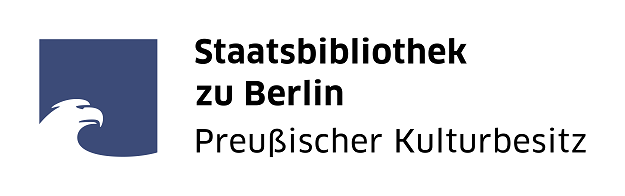 Staatsbibliothek
zu Berlin
Preußischer Kulturbesitz